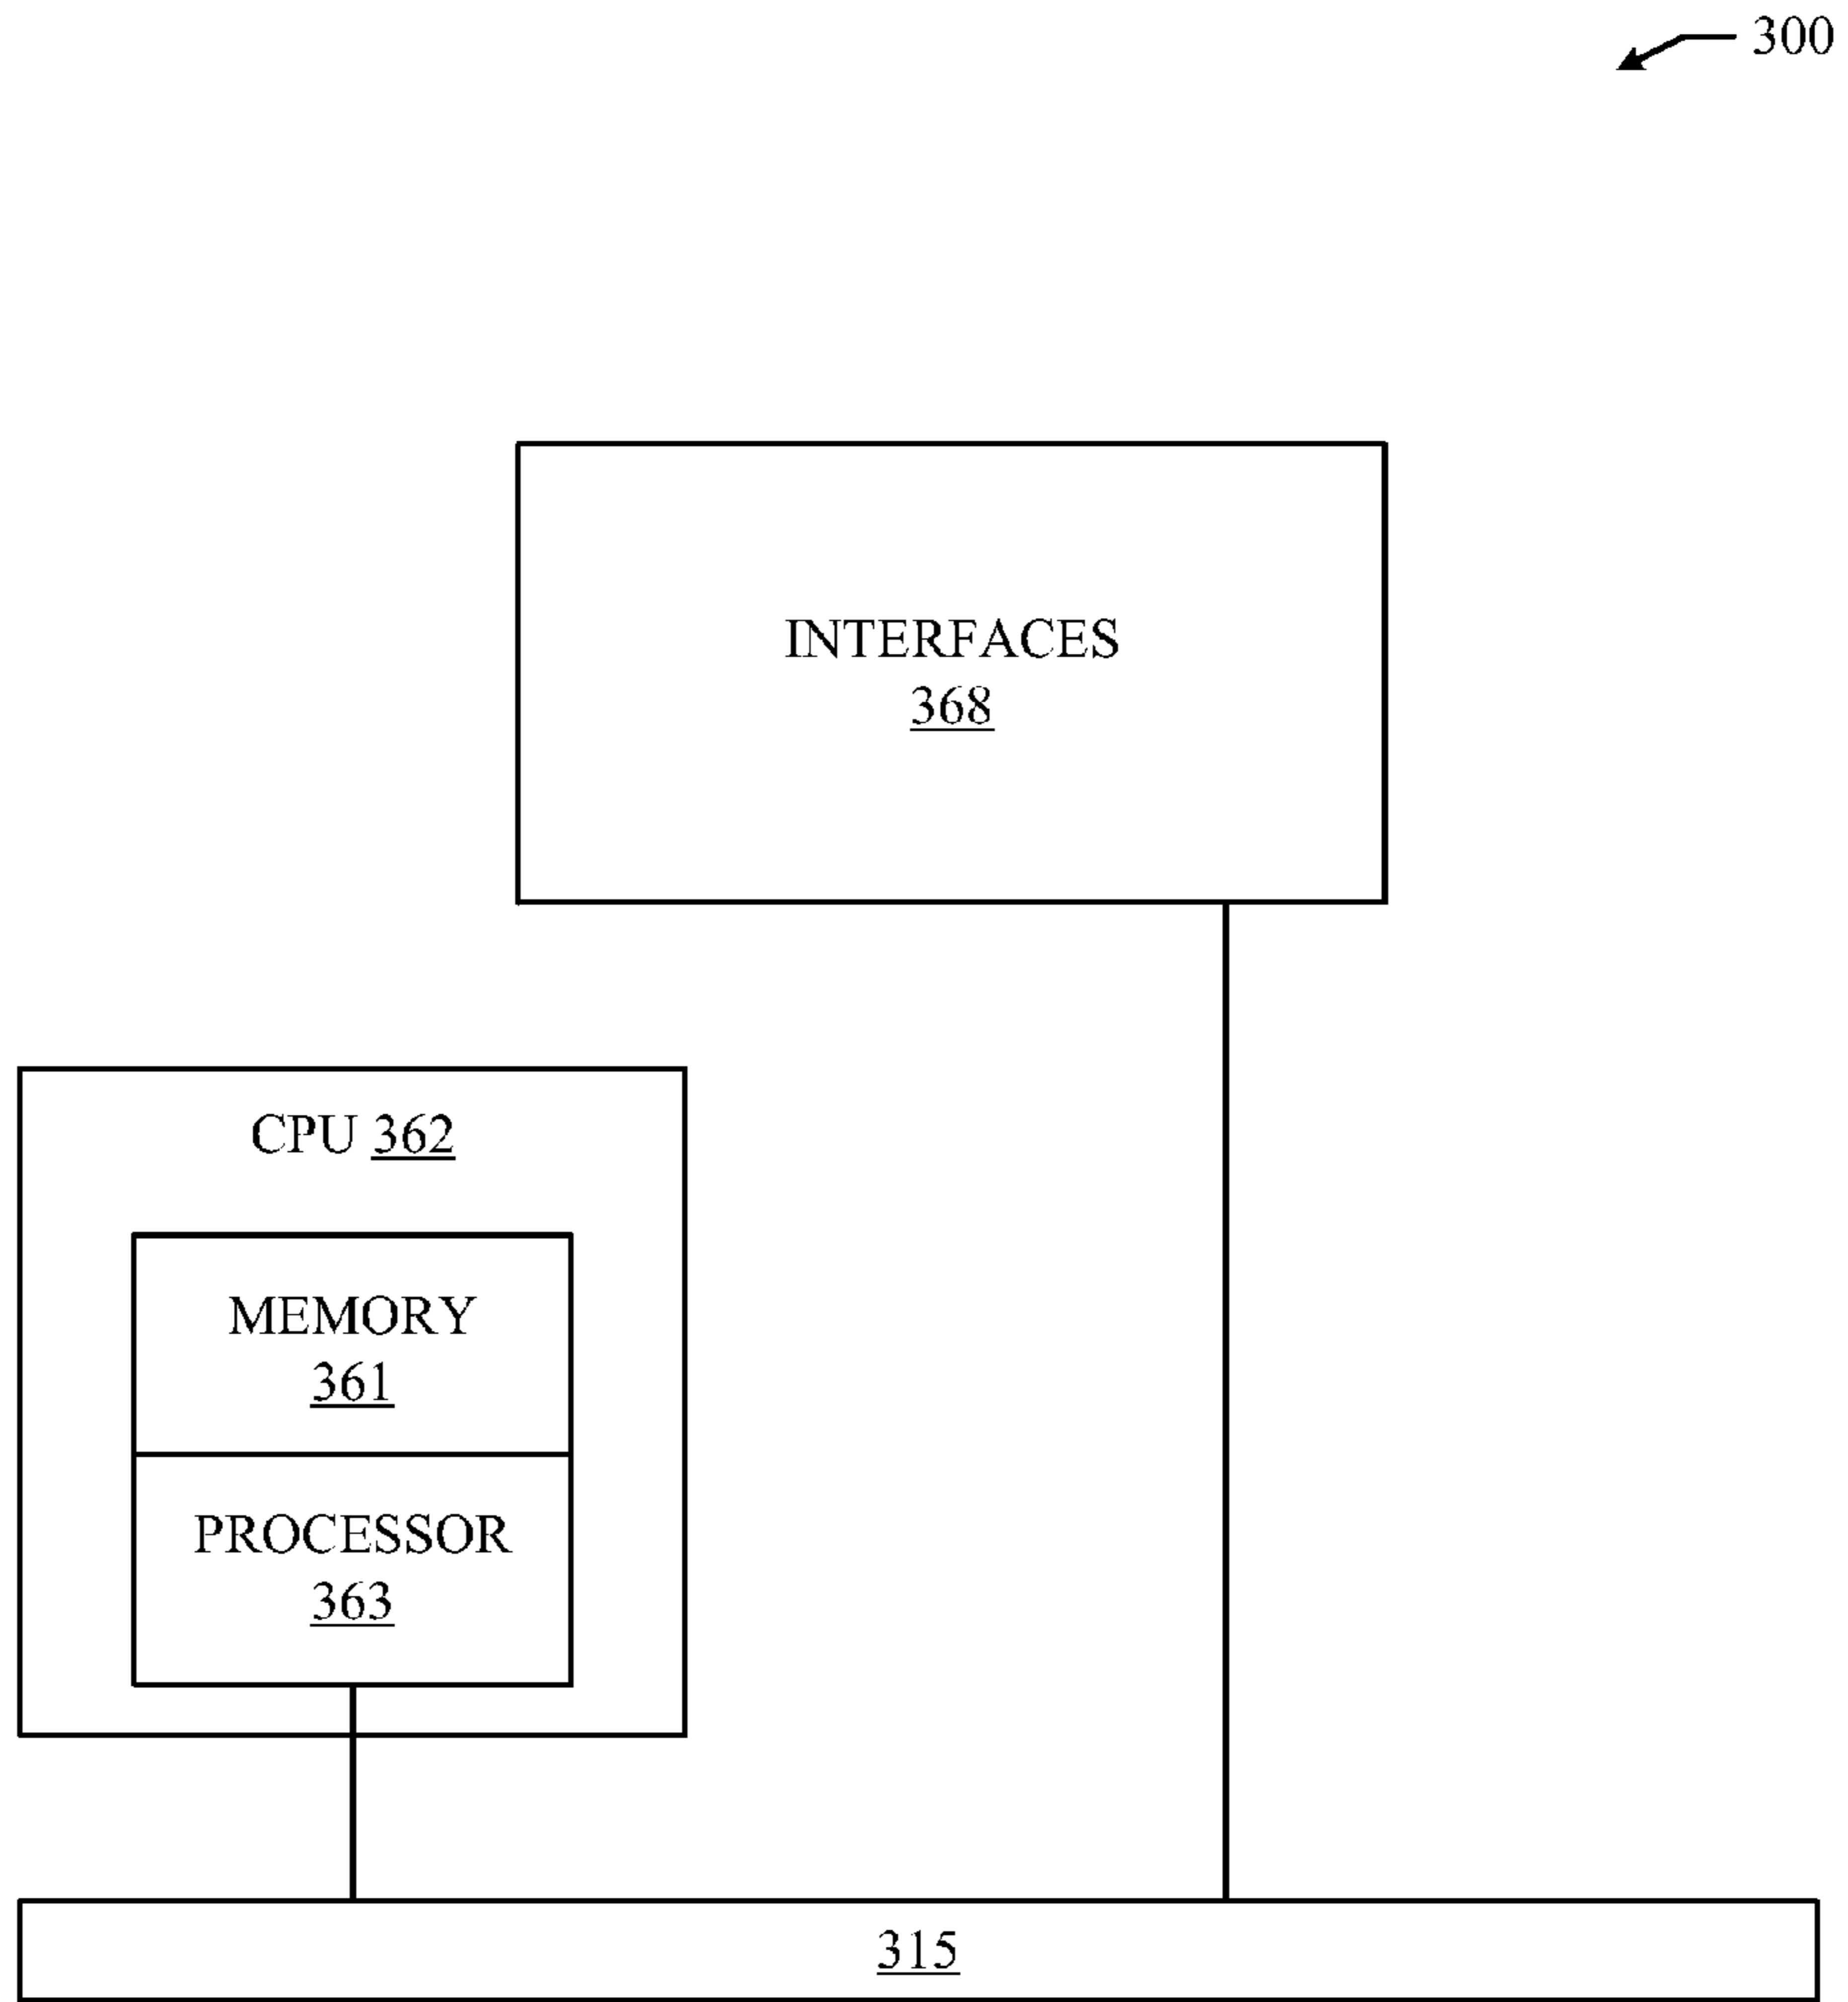 300
INTERFACES
368
CPU 362
MEMORY
361
PROCESSOR
363
315